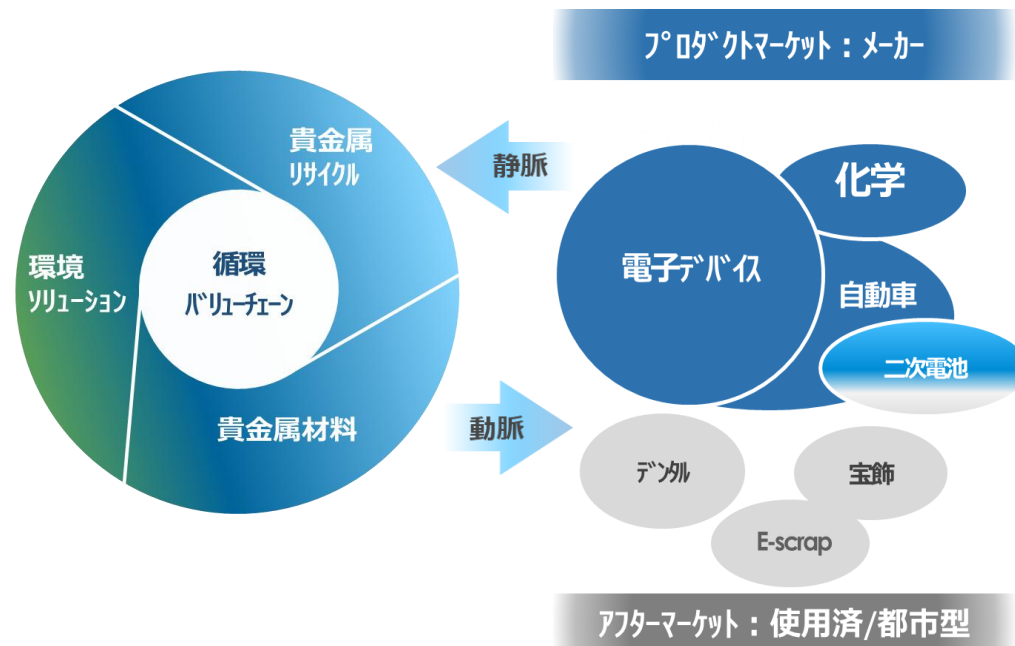 ﾌﾟﾛﾀﾞｸﾄﾏｰｹｯﾄ：ﾒｰｶｰ
貴金属
ﾘｻｲｸﾙ
静脈
化学
環境
ｿﾘｭｰｼｮﾝ
循環
ﾊﾞﾘｭｰﾁｪｰﾝ
電子ﾃﾞﾊﾞｲｽ
自動車
二次電池
貴金属材料
動脈
ﾃﾞﾝﾀﾙ
宝飾
E-scrap
ｱﾌﾀｰﾏｰｹｯﾄ：使用済/都市型